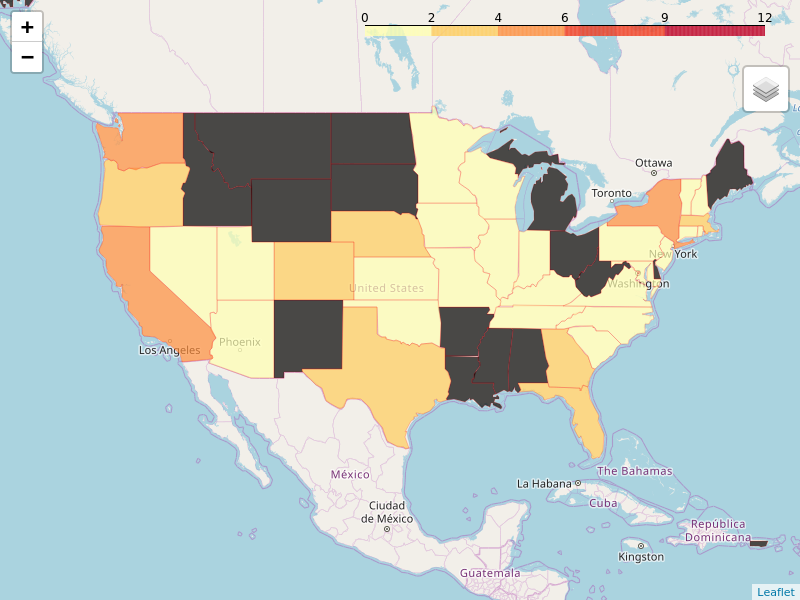 +
−
0 2 4 6 9 12
Ottawa
Toronto
New York
Washington
United States
Phoenix
Los Angeles
México
Ciudad
de México
La Habana
The Bahamas
Cuba
República
Dominicana
Kingston
Guatemala
Leaflet